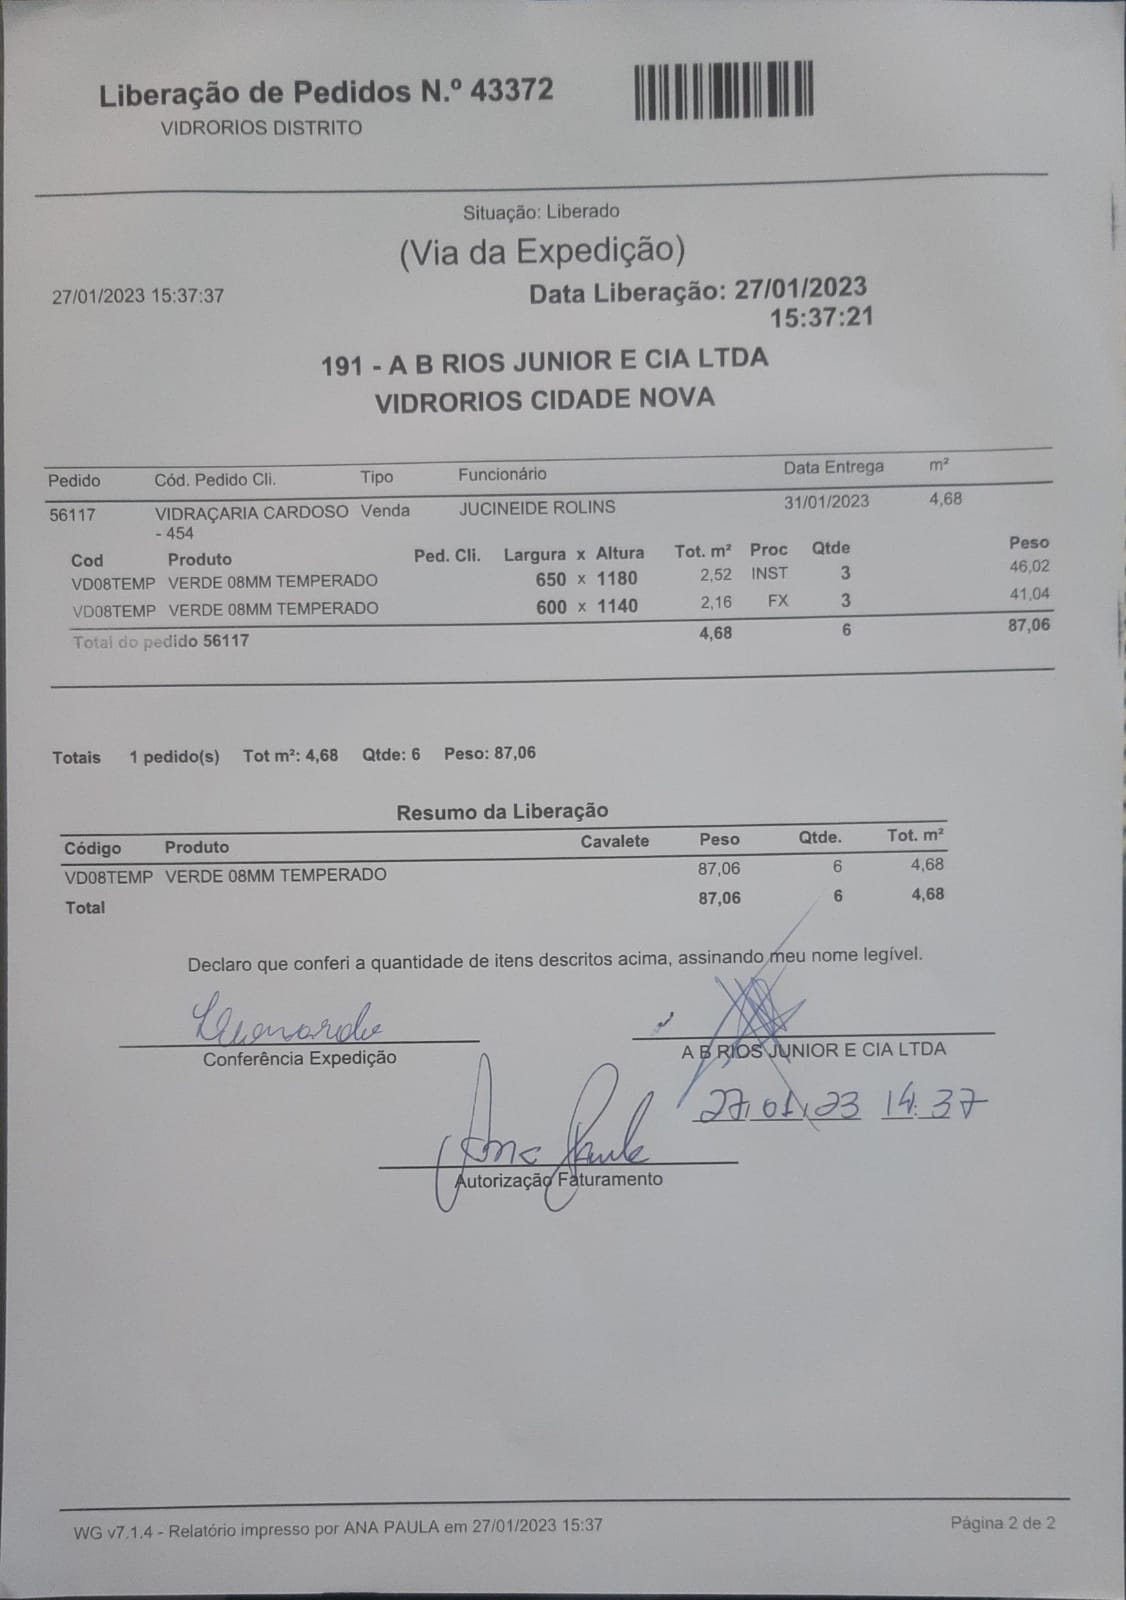 Liberação de Pedidos N.º 43372
VIDRORIOS DISTRITO
Situação: Liberado
(Via da Expedição)
27/01/2023 15:37:37
Data Liberação: 27/01/2023
15:37:21
191 - A B RIOS JUNIOR E CIA LTDA
VIDRORIOS CIDADE NOVA
Pedido Cód. Pedido Cli. Tipo Funcionário Data Entrega m²
56117 VIDRAÇARIA CARDOSO Venda JUCINEIDE ROLINS 31/01/2023 4,68
- 454
Cod Produto Ped. Cli. Largura x Altura Tot. m² Proc Qtde Peso
VD08TEMP VERDE 08MM TEMPERADO 650 x 1180 2,52 INST 3 46,02
VD08TEMP VERDE 08MM TEMPERADO 600 x 1140 2,16 FX 3 41,04
Total do pedido 56117 4,68 6 87,06
Totais 1 pedido(s) Tot m²: 4,68 Qtde: 6 Peso: 87,06
Resumo da Liberação
Código Produto Cavalete Peso Qtde. Tot. m²
VD08TEMP VERDE 08MM TEMPERADO 87,06 6 4,68
Total 87,06 6 4,68
Declaro que conferi a quantidade de itens descritos acima, assinando meu nome legível.
Conferência Expedição
A B RIOS JUNIOR E CIA LTDA
27/01/23 14:37
Ana Paula
Autorização Faturamento
WG v7.1.4 - Relatório impresso por ANA PAULA em 27/01/2023 15:37
Página 2 de 2